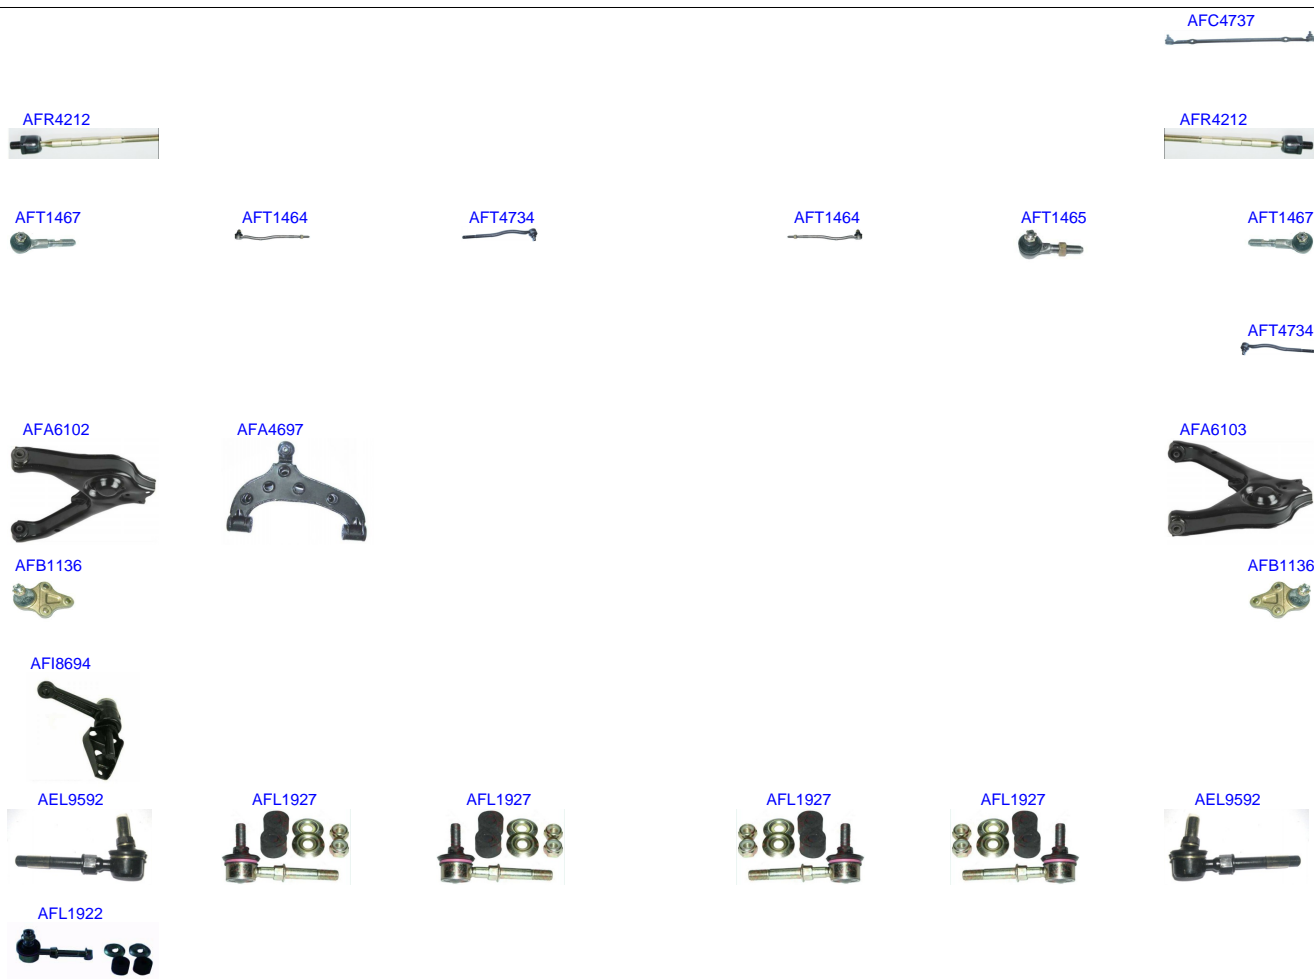 AFC4737
AFR4212 AFR4212
AFT1467 AFT1464 AFT4734 AFT1464 AFT1465 AFT1467
AFT4734
AFA6102 AFA4697 AFA6103
AFB1136 AFB1136
AFI8694
AEL9592 AFL1927 AFL1927 AFL1927 AFL1927 AEL9592
AFL1922